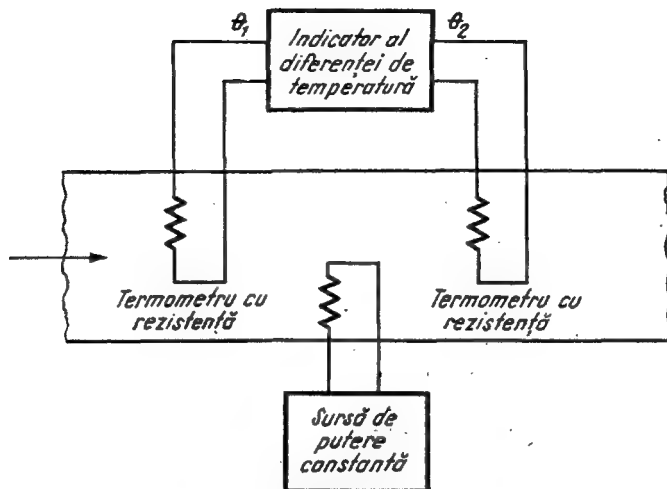 θ1
θ2
Indicator al
diferenței de
temperatură
Termometru cu
rezistență
Termometru cu
rezistență
Sursă de
putere
constantă